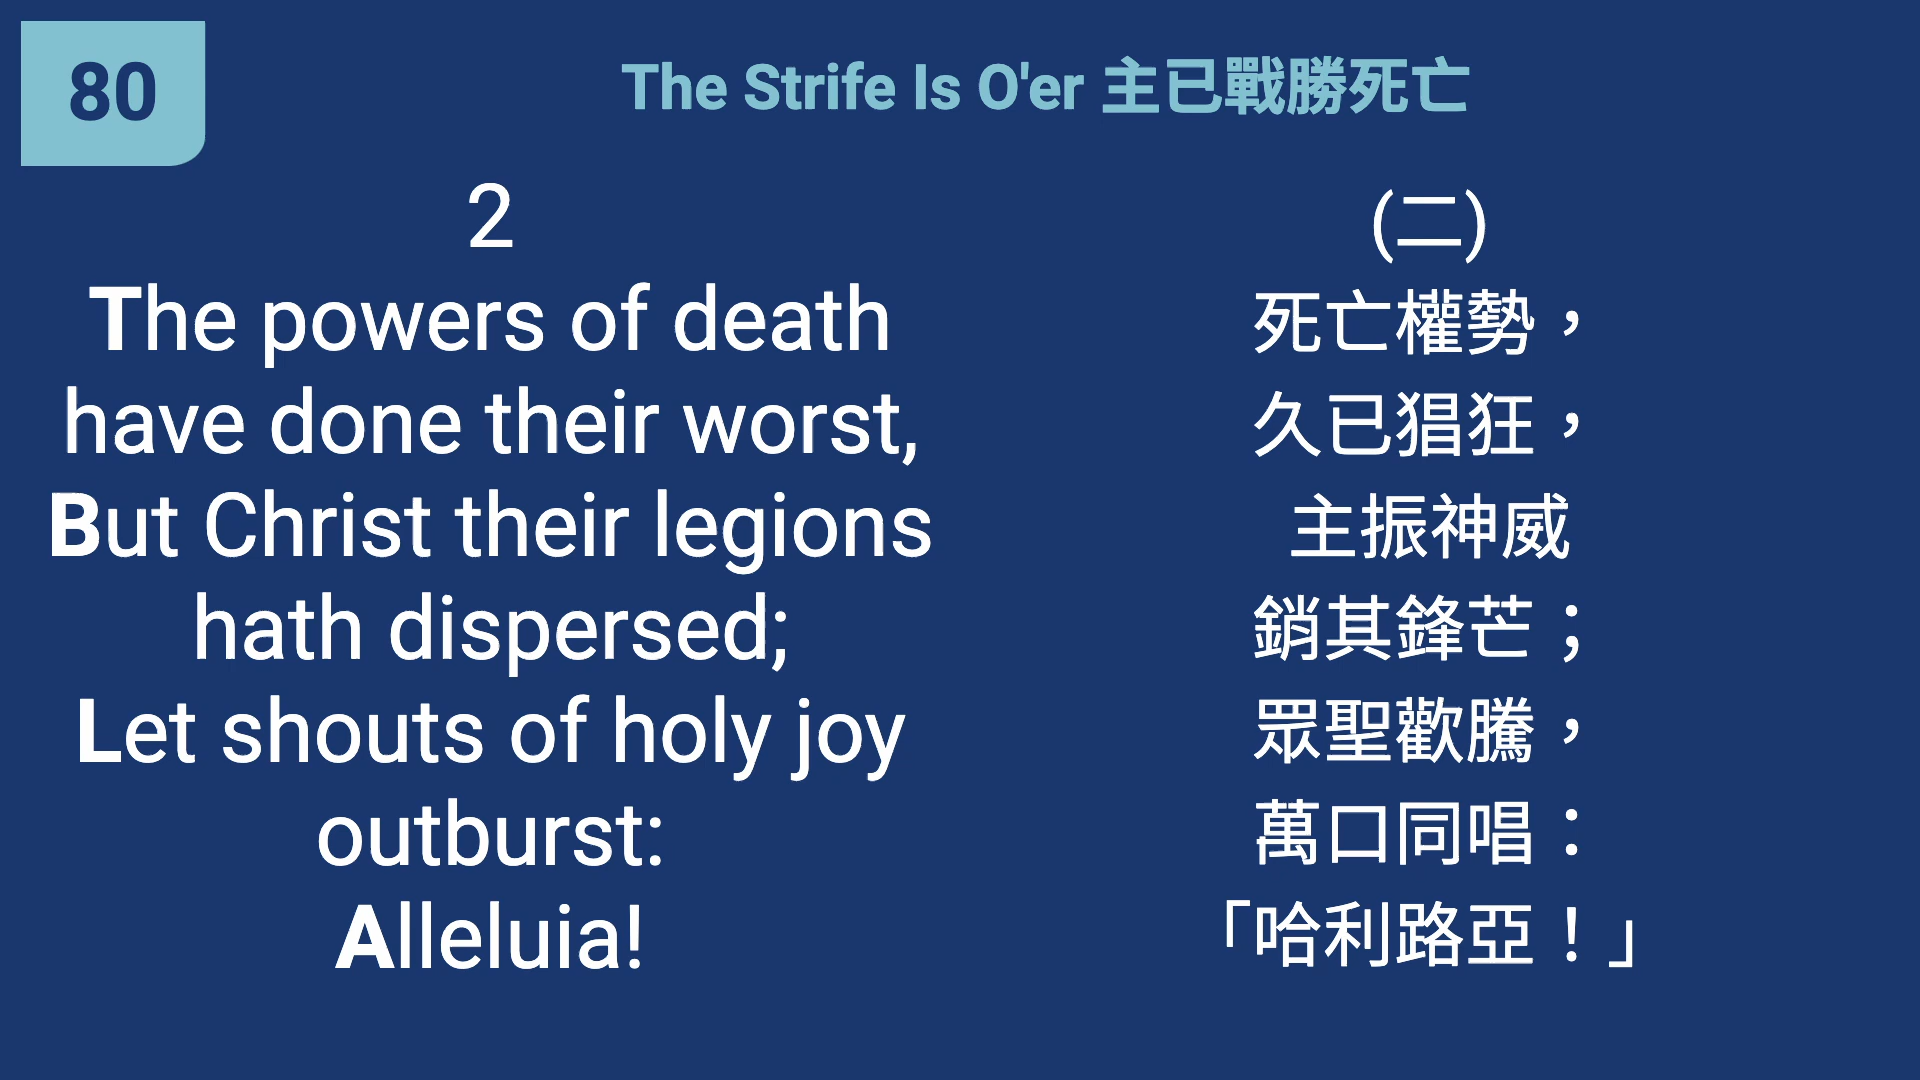 80
The Strife Is O'er 主已戰勝死亡
2
The powers of death
have done their worst,
But Christ their legions
hath dispersed;
Let shouts of holy joy
outburst:
Alleluia!
(二)
死亡權勢，
久已猖狂，
主振神威
銷其鋒芒；
眾聖歡騰，
萬口同唱：
「哈利路亞！」